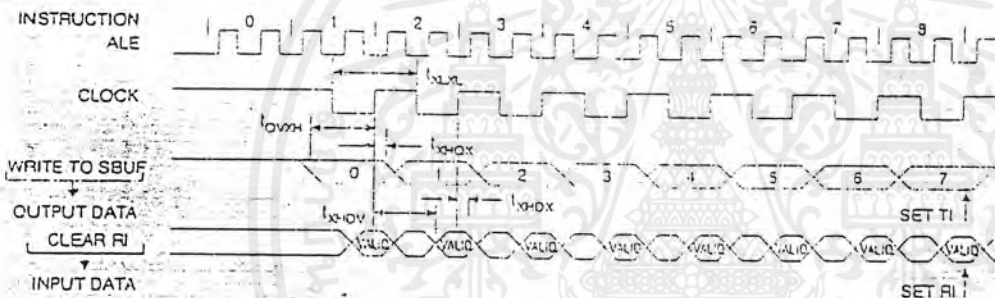 INSTRUCTION 0 1 2 3 4 5 6 7 8
ALE
tXLXL
CLOCK
tQVXH
tXHQX
WRITE TO SBUF
0 1 2 3 4 5 6 7
OUTPUT DATA
tXHDV
tXHDX
SET TI
CLEAR RI
VALID VALID VALID VALID VALID VALID VALID VALID
INPUT DATA
SET RI